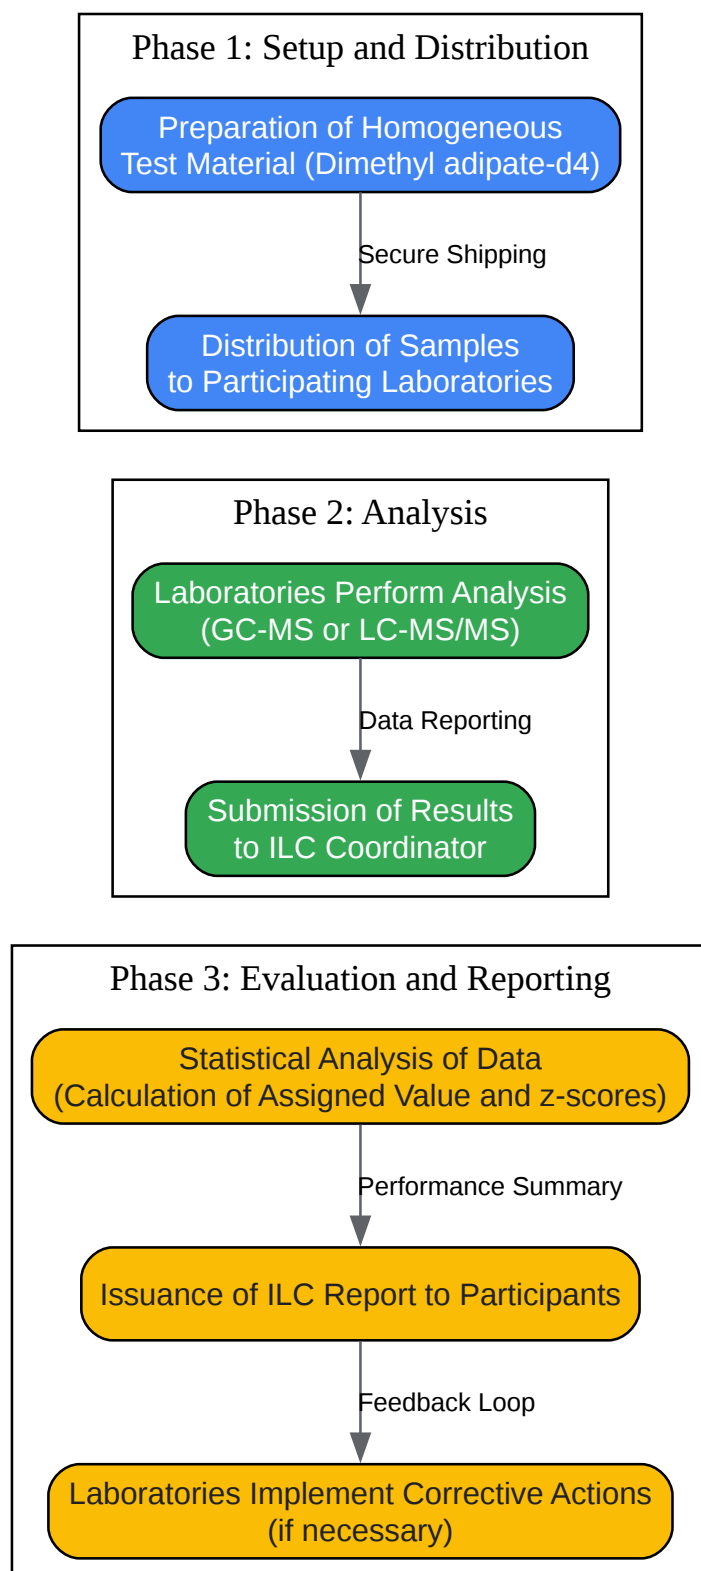 Phase 1: Setup and Distribution
Preparation of Homogeneous
Test Material (Dimethyl adipate-d4)
Secure Shipping
Distribution of Samples
to Participating Laboratories
Phase 2: Analysis
Laboratories Perform Analysis
(GC-MS or LC-MS/MS)
Data Reporting
Submission of Results
to ILC Coordinator
Phase 3: Evaluation and Reporting
Statistical Analysis of Data
(Calculation of Assigned Value and z-scores)
Performance Summary
Issuance of ILC Report to Participants
Feedback Loop
Laboratories Implement Corrective Actions
(if necessary)